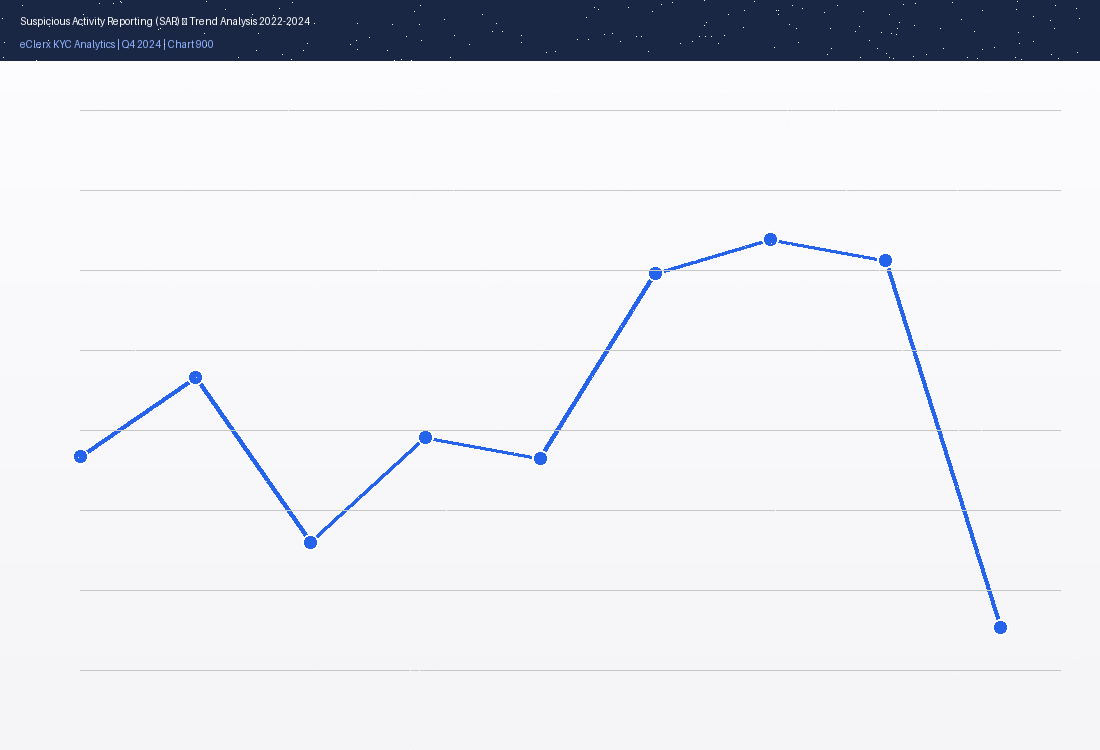 Suspicious Activity Reporting (SAR) ▯ Trend Analysis 2022-2024
eClerx KYC Analytics | Q4 2024 | Chart 900